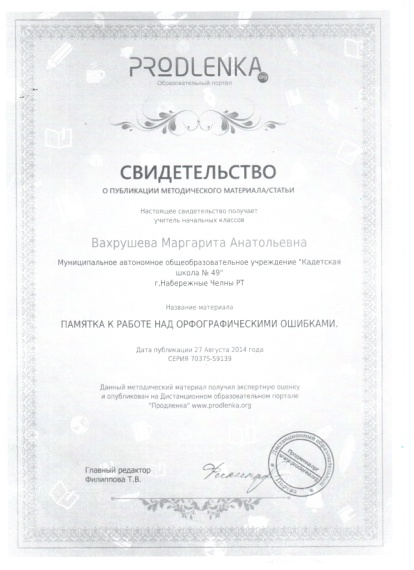 PRODLENKA
.org
Образовательный портал
СВИДЕТЕЛЬСТВО
О ПУБЛИКАЦИИ МЕТОДИЧЕСКОГО МАТЕРИАЛА/СТАТЬИ
Настоящее свидетельство получает
учитель начальных классов
Вахрушева Маргарита Анатольевна
Муниципальное автономное общеобразовательное учреждение "Кадетская
школа № 49"
г.Набережные Челны РТ
Название материала
ПАМЯТКА К РАБОТЕ НАД ОРФОГРАФИЧЕСКИМИ ОШИБКАМИ.
Дата публикации 27 Августа 2014 года
СЕРИЯ 70375-59139
Данный методический материал получил экспертную оценку
и опубликован на Дистанционном образовательном портале
"Продленка" www.prodlenka.org
Главный редактор
Филиппова Т.В.